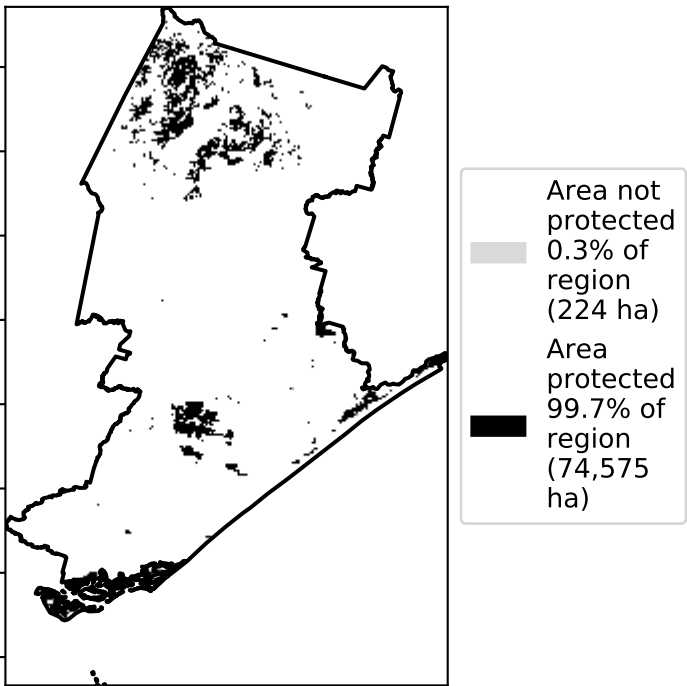 Area not
protected
0.3% of
region
(224 ha)
Area
protected
99.7% of
region
(74,575
ha)